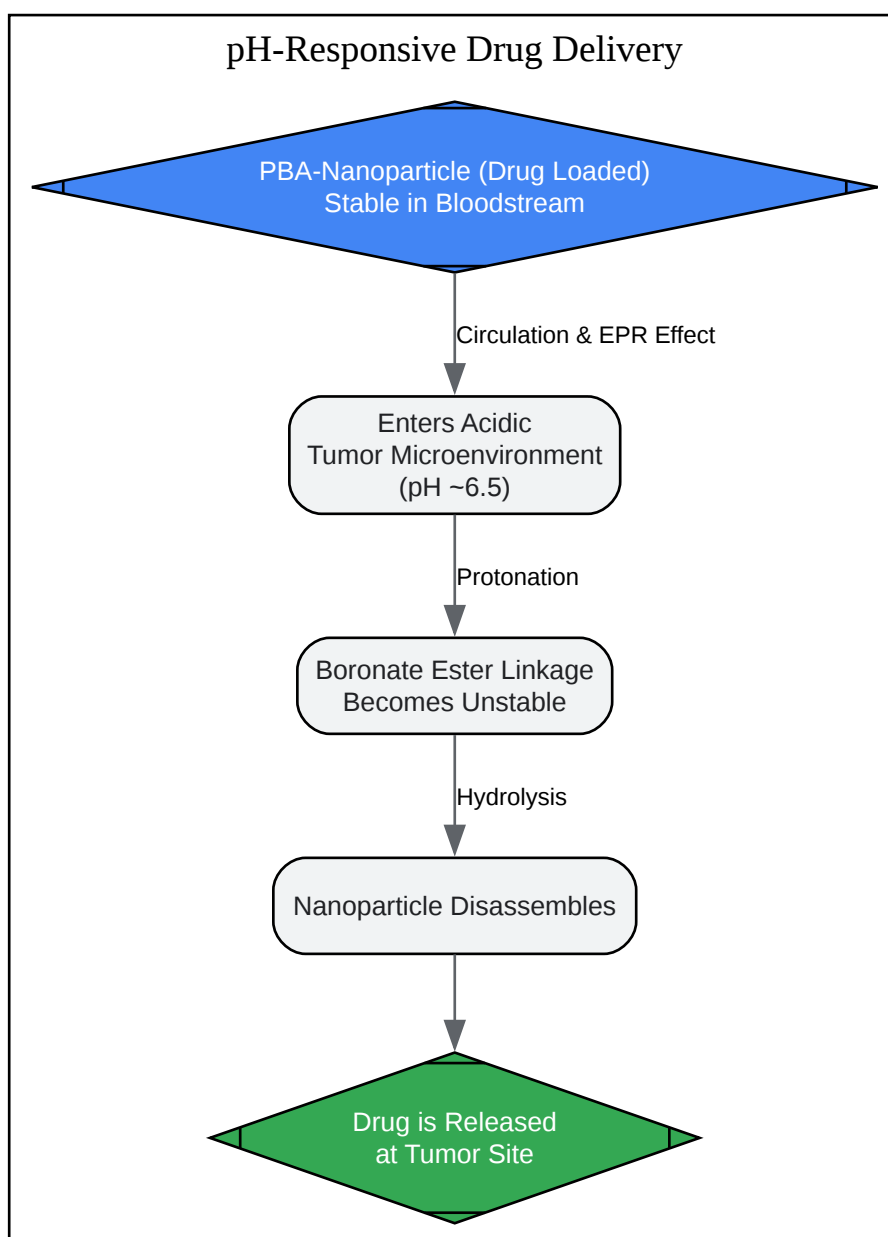 pH-Responsive Drug Delivery
PBA-Nanoparticle (Drug Loaded)
Stable in Bloodstream
Circulation & EPR Effect
Enters Acidic
Tumor Microenvironment
(pH ~6.5)
Protonation
Boronate Ester Linkage
Becomes Unstable
Hydrolysis
Nanoparticle Disassembles
Drug is Released
at Tumor Site